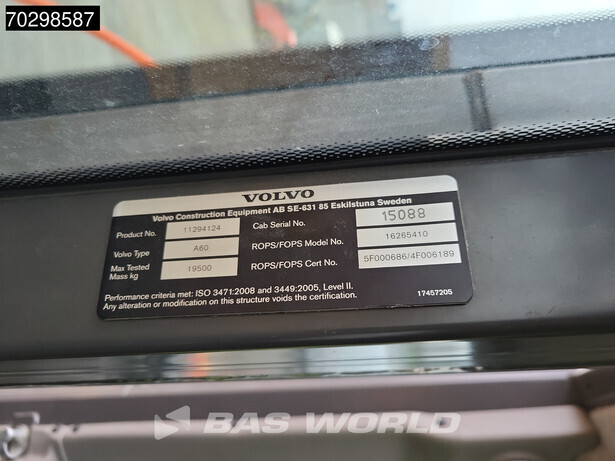 70298587
VOLVO
Volvo Construction Equipment AB SE-631 85 Eskilstuna Sweden
Product No. 11294124 Cab Serial No. 15088
Volvo Type A60 ROPS/FOPS Model No. 16265410
Max Tested Mass kg 19500 ROPS/FOPS Cert No. 5F000686/4F006189
Performance criteria met: ISO 3471:2008 and 3449:2005, Level II.
Any alteration or modification on this structure voids the certification.
17457205
BAS WORLD